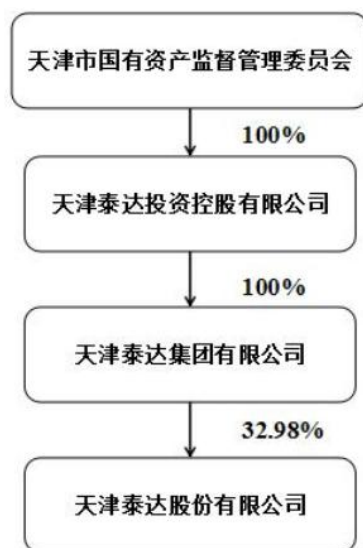 天津市国有资产监督管理委员会
100%
天津泰达投资控股有限公司
100%
天津泰达集团有限公司
32.98%
天津泰达股份有限公司